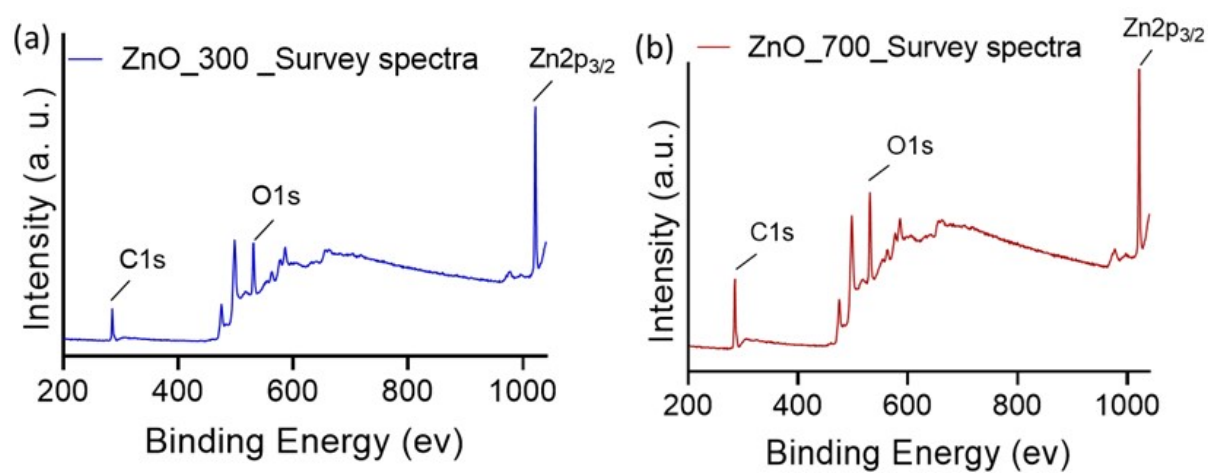 (a)
ZnO_300 _Survey spectra
Zn2p3/2
O1s
C1s
Intensity (a. u.)
200 400 600 800 1000
Binding Energy (ev)
(b)
ZnO_700_Survey spectra
Zn2p3/2
O1s
C1s
Intensity (a.u.)
200 400 600 800 1000
Binding Energy (ev)